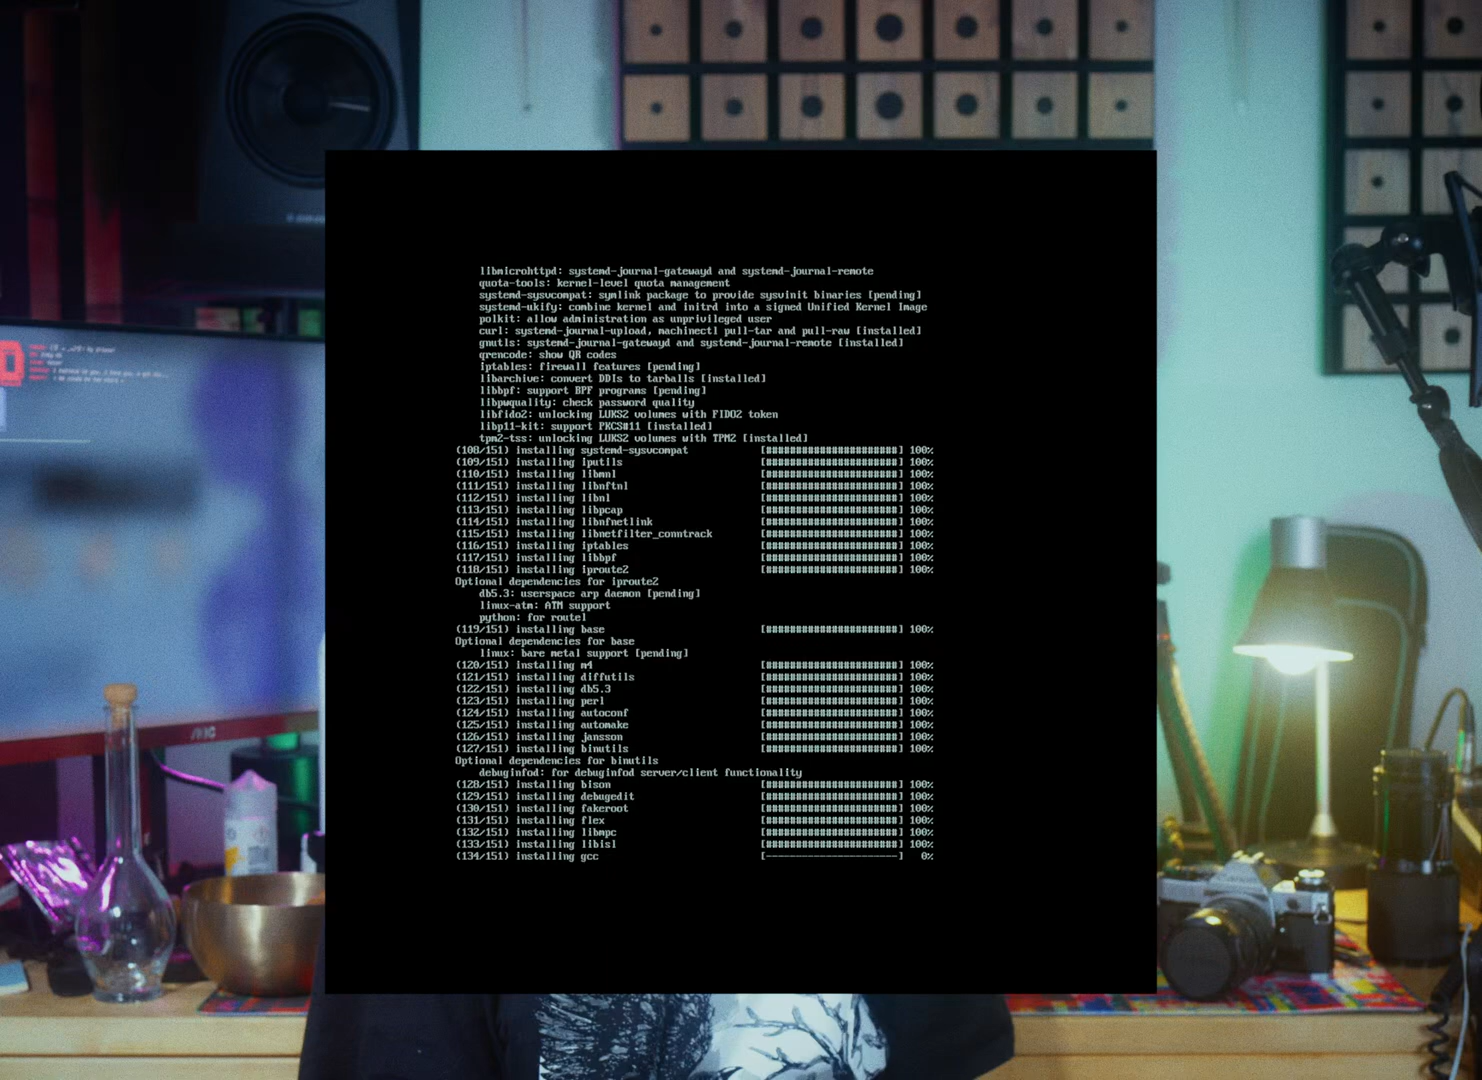 libmicrohttpd: systemd-journal-gatewayd and systemd-journal-remote
quota-tools: kernel-level quota management
systemd-sysvcompat: symlink package to provide sysvinit binaries [pending]
systemd-ukify: combine kernel and initrd into a signed Unified Kernel Image
polkit: allow administration as unprivileged user
curl: systemd-journal-upload, machinectl pull-tar and pull-raw [installed]
gnutls: systemd-journal-gatewayd and systemd-journal-remote [installed]
qrencode: show QR codes
iptables: firewall features [pending]
libarchive: convert DDIs to tarballs [installed]
libbpf: support BPF programs [pending]
libpwquality: check password quality
libfido2: unlocking LUKS2 volumes with FIDO2 token
libp11-kit: support PKCS#11 [installed]
tpm2-tss: unlocking LUKS2 volumes with TPM2 [installed]
(108/151) installing systemd-sysvcompat [######################] 100%
(109/151) installing iputils [######################] 100%
(110/151) installing libmnl [######################] 100%
(111/151) installing libnftnl [######################] 100%
(112/151) installing libnl [######################] 100%
(113/151) installing libpcap [######################] 100%
(114/151) installing libnfnetlink [######################] 100%
(115/151) installing libnetfilter_conntrack [######################] 100%
(116/151) installing iptables [######################] 100%
(117/151) installing libbpf [######################] 100%
(118/151) installing iproute2 [######################] 100%
Optional dependencies for iproute2
db5.3: userspace arp daemon [pending]
linux-atm: ATM support
python: for routel
(119/151) installing base [######################] 100%
Optional dependencies for base
linux: bare metal support [pending]
(120/151) installing m4 [######################] 100%
(121/151) installing diffutils [######################] 100%
(122/151) installing db5.3 [######################] 100%
(123/151) installing perl [######################] 100%
(124/151) installing autoconf [######################] 100%
(125/151) installing automake [######################] 100%
(126/151) installing jansson [######################] 100%
(127/151) installing binutils [######################] 100%
Optional dependencies for binutils
debuginfod: for debuginfod server/client functionality
(128/151) installing bison [######################] 100%
(129/151) installing debugedit [######################] 100%
(130/151) installing fakeroot [######################] 100%
(131/151) installing flex [######################] 100%
(132/151) installing libmpc [######################] 100%
(133/151) installing libisl [######################] 100%
(134/151) installing gcc [----------------------] 0%
AOC